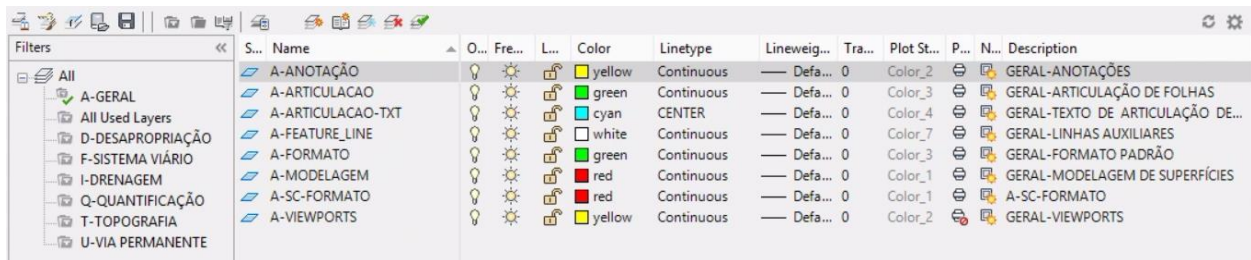 Filters
All
A-GERAL
All Used Layers
D-DESAPROPRIAÇÃO
F-SISTEMA VIÁRIO
I-DRENAGEM
Q-QUANTIFICAÇÃO
T-TOPOGRAFIA
U-VIA PERMANENTE
S... Name O... Fre... L... Color Linetype Lineweig... Tra... Plot St... P... N... Description
A-ANOTAÇÃO yellow Continuous Defa... 0 Color_2 GERAL-ANOTAÇÕES
A-ARTICULACAO green Continuous Defa... 0 Color_3 GERAL-ARTICULAÇÃO DE FOLHAS
A-ARTICULACAO-TXT cyan CENTER Defa... 0 Color_4 GERAL-TEXTO DE ARTICULAÇÃO DE...
A-FEATURE_LINE white Continuous Defa... 0 Color_7 GERAL-LINHAS AUXILIARES
A-FORMATO green Continuous Defa... 0 Color_3 GERAL-FORMATO PADRÃO
A-MODELAGEM red Continuous Defa... 0 Color_1 GERAL-MODELAGEM DE SUPERFÍCIES
A-SC-FORMATO red Continuous Defa... 0 Color_1 A-SC-FORMATO
A-VIEWPORTS yellow Continuous Defa... 0 Color_2 GERAL-VIEWPORTS